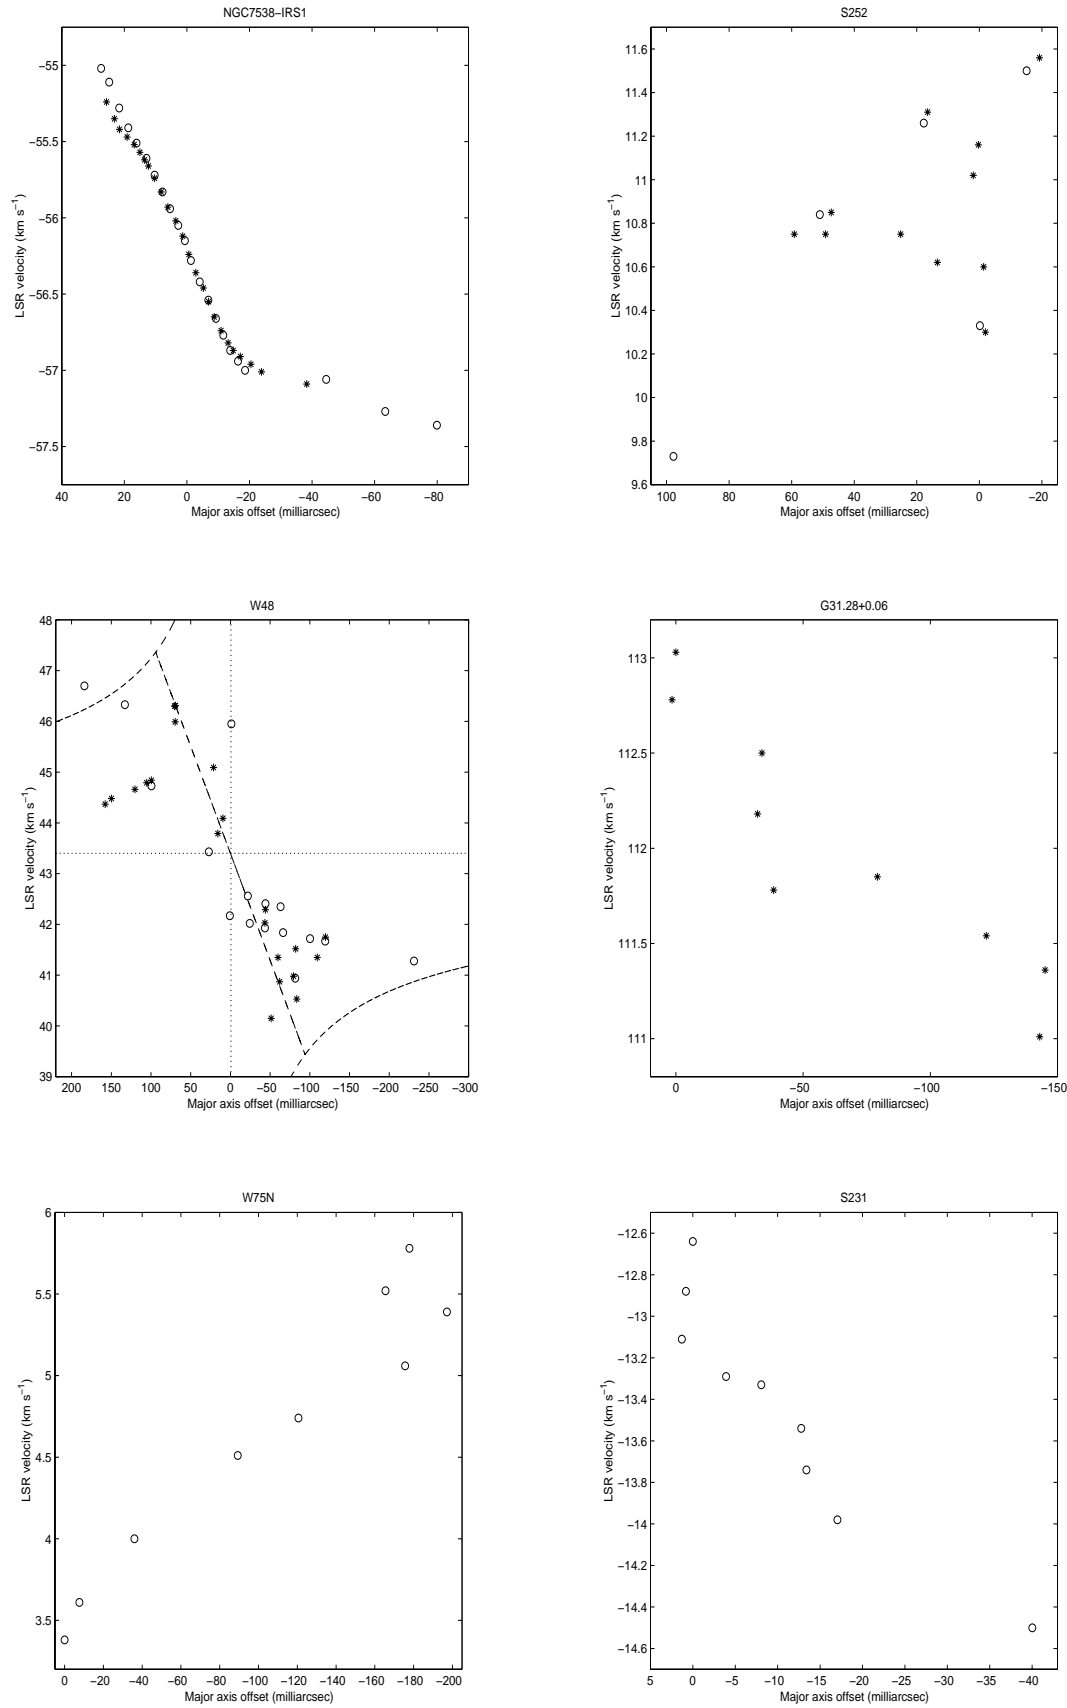 NGC7538−IRS1
−55
−55.5
−56
−56.5
−57
−57.5
LSR velocity (km s−1)
40 20 0 −20 −40 −60 −80
Major axis offset (milliarcsec)
S252
11.6
11.4
11.2
11
10.8
10.6
10.4
10.2
10
9.8
9.6
LSR velocity (km s−1)
100 80 60 40 20 0 −20
Major axis offset (milliarcsec)
W48
48
47
46
45
44
43
42
41
40
39
LSR velocity (km s−1)
200 150 100 50 0 −50 −100 −150 −200 −250 −300
Major axis offset (milliarcsec)
G31.28+0.06
113
112.5
112
111.5
111
LSR velocity (km s−1)
0 −50 −100 −150
Major axis offset (milliarcsec)
W75N
6
5.5
5
4.5
4
3.5
LSR velocity (km s−1)
0 −20 −40 −60 −80 −100 −120 −140 −160 −180 −200
Major axis offset (milliarcsec)
S231
−12.6
−12.8
−13
−13.2
−13.4
−13.6
−13.8
−14
−14.2
−14.4
−14.6
LSR velocity (km s−1)
5 0 −5 −10 −15 −20 −25 −30 −35 −40
Major axis offset (milliarcsec)